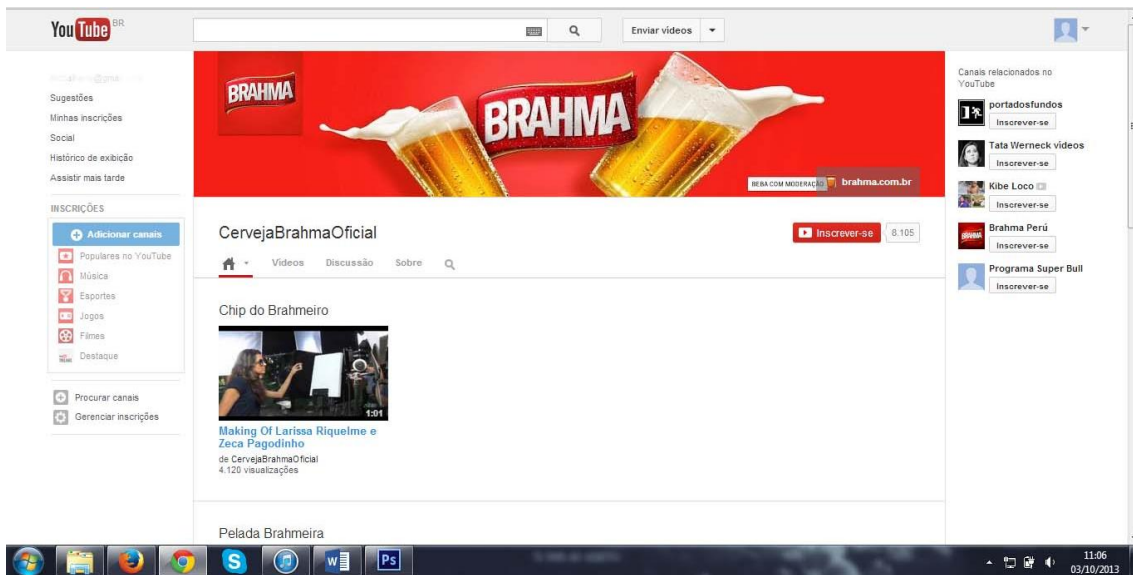 YouTube BR
Enviar vídeos
Sugestões
Minhas inscrições
Social
Histórico de exibição
Assistir mais tarde
INSCRIÇÕES
Adicionar canais
Populares no YouTube
Música
Esportes
Jogos
Filmes
Destaque
Procurar canais
Gerenciar inscrições
BRAHMA
BRAHMA
BEBA COM MODERAÇÃO
brahma.com.br
CervejaBrahmaOficial
Inscrever-se 8.105
Vídeos Discussão Sobre
Chip do Brahmeiro
1:01
Making Of Larissa Riquelme e
Zeca Pagodinho
de CervejaBrahmaOficial
4.120 visualizações
Pelada Brahmeira
Canais relacionados no
YouTube
portadosfundos
Inscrever-se
Tata Werneck vídeos
Inscrever-se
Kibe Loco
Inscrever-se
BRAHMA
Brahma Perú
Inscrever-se
Programa Super Bull
Inscrever-se
S
W
Ps
11:06
03/10/2013